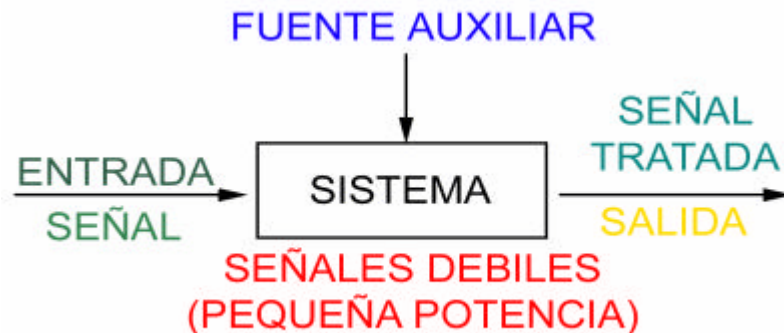 FUENTE AUXILIAR
ENTRADA
SEÑAL
SISTEMA
SEÑAL
TRATADA
SALIDA
SEÑALES DEBILES
(PEQUEÑA POTENCIA)